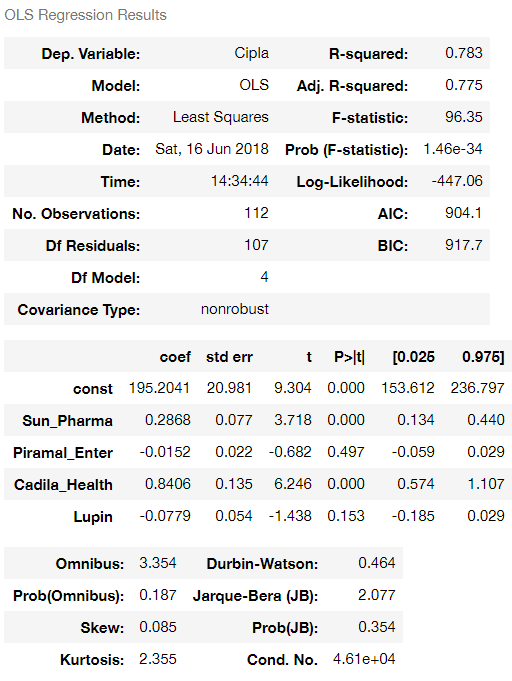 OLS Regression Results
Dep. Variable: Cipla R-squared: 0.783
Model: OLS Adj. R-squared: 0.775
Method: Least Squares F-statistic: 96.35
Date: Sat, 16 Jun 2018 Prob (F-statistic): 1.46e-34
Time: 14:34:44 Log-Likelihood: -447.06
No. Observations: 112 AIC: 904.1
Df Residuals: 107 BIC: 917.7
Df Model: 4
Covariance Type: nonrobust
coef std err t P>|t| [0.025 0.975]
const 195.2041 20.981 9.304 0.000 153.612 236.797
Sun_Pharma 0.2868 0.077 3.718 0.000 0.134 0.440
Piramal_Enter -0.0152 0.022 -0.682 0.497 -0.059 0.029
Cadila_Health 0.8406 0.135 6.246 0.000 0.574 1.107
Lupin -0.0779 0.054 -1.438 0.153 -0.185 0.029
Omnibus: 3.354 Durbin-Watson: 0.464
Prob(Omnibus): 0.187 Jarque-Bera (JB): 2.077
Skew: 0.085 Prob(JB): 0.354
Kurtosis: 2.355 Cond. No. 4.61e+04